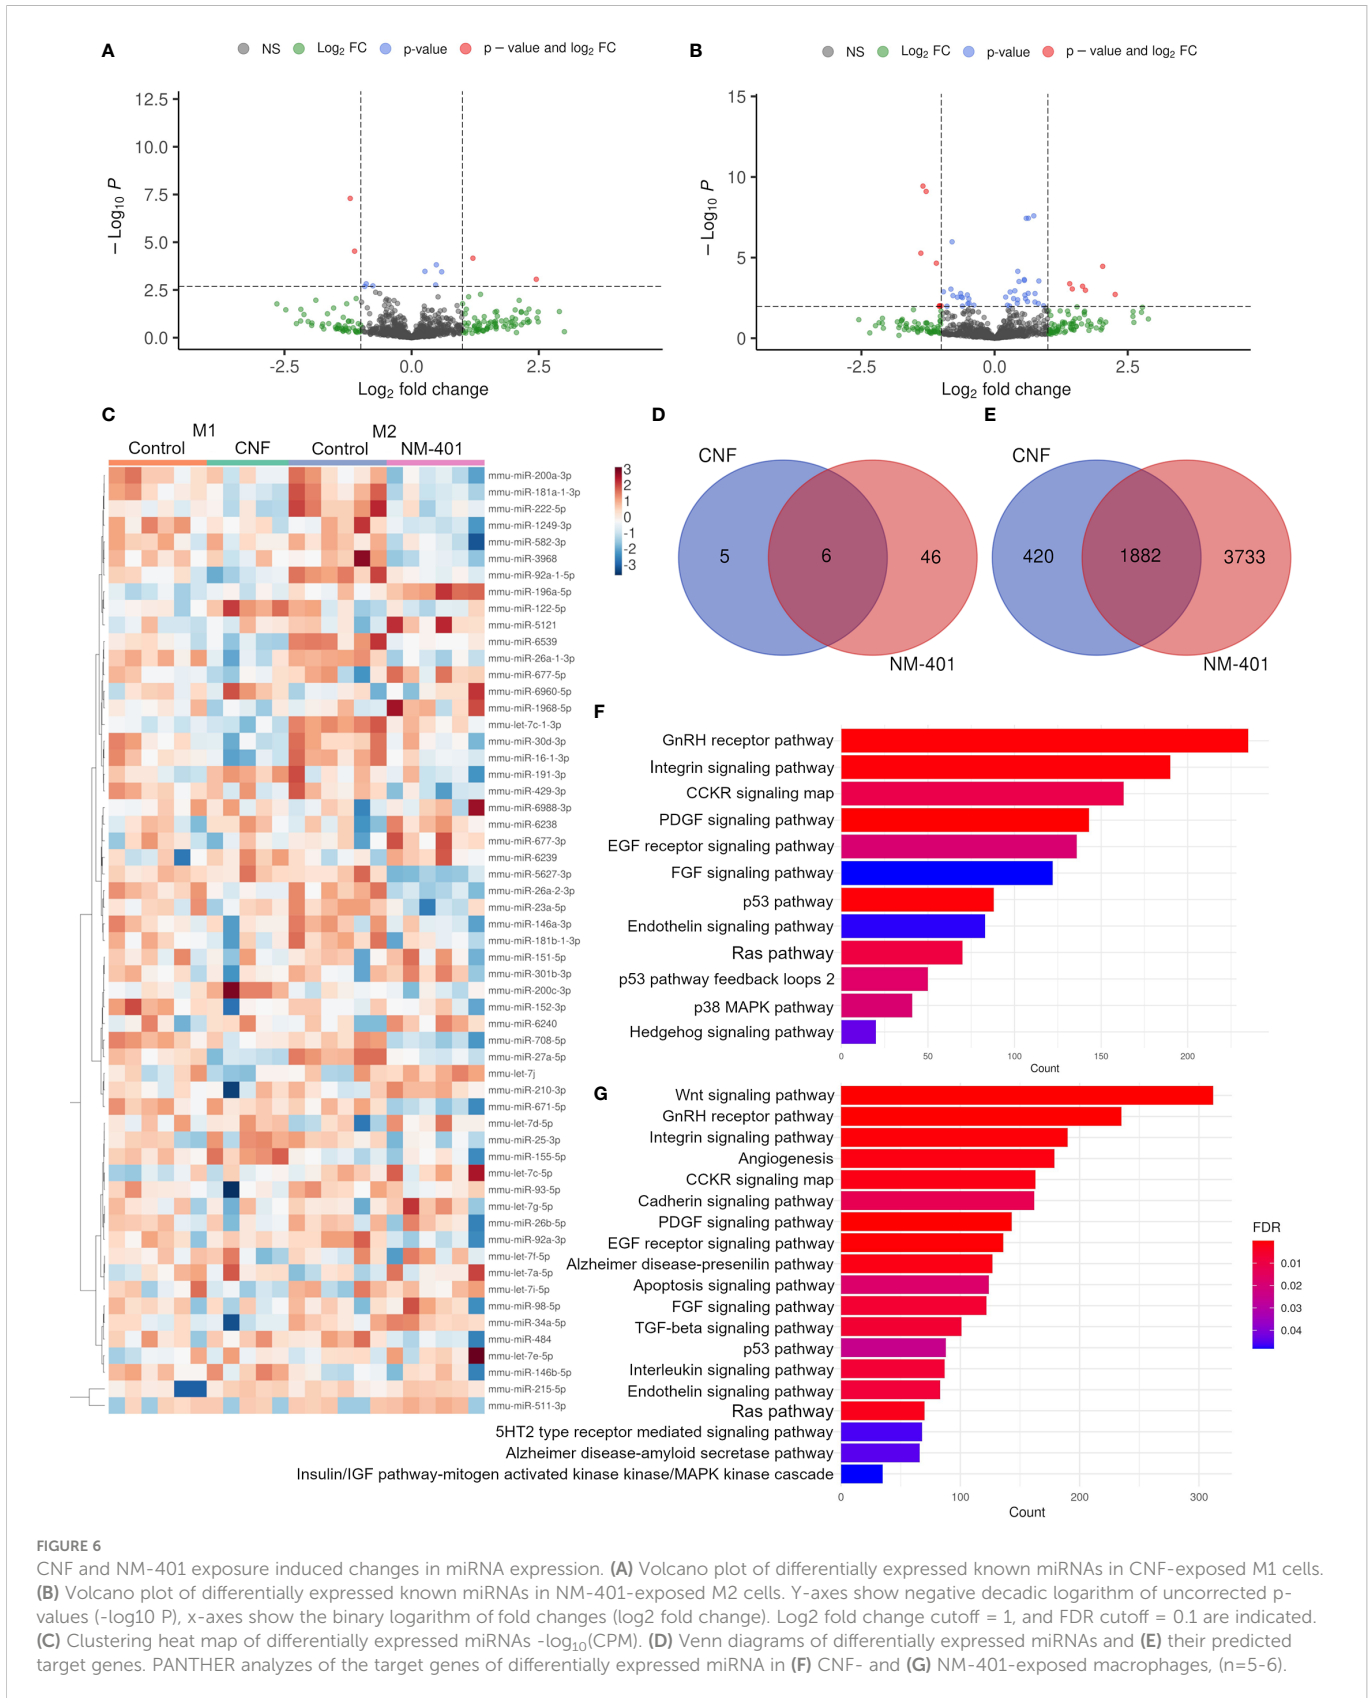 A
NS
Log2 FC
p-value
p – value and log2 FC
12.5
10.0
7.5
5.0
2.5
0.0
– Log10 P
-2.5
0.0
2.5
Log2 fold change
B
NS
Log2 FC
p-value
p – value and log2 FC
15
10
5
0
– Log10 P
-2.5
0.0
2.5
Log2 fold change
C
M1
M2
Control
CNF
Control
NM-401
3
2
1
0
-1
-2
-3
mmu-miR-200a-3p
mmu-miR-181a-1-3p
mmu-miR-222-5p
mmu-miR-1249-3p
mmu-miR-582-3p
mmu-miR-3968
mmu-miR-92a-1-5p
mmu-miR-196a-5p
mmu-miR-122-5p
mmu-miR-5121
mmu-miR-6539
mmu-miR-26a-1-3p
mmu-miR-677-5p
mmu-miR-6960-5p
mmu-miR-1968-5p
mmu-let-7c-1-3p
mmu-miR-30d-3p
mmu-miR-16-1-3p
mmu-miR-191-3p
mmu-miR-429-3p
mmu-miR-6988-3p
mmu-miR-6238
mmu-miR-677-3p
mmu-miR-6239
mmu-miR-5627-3p
mmu-miR-26a-2-3p
mmu-miR-23a-5p
mmu-miR-146a-3p
mmu-miR-181b-1-3p
mmu-miR-151-5p
mmu-miR-301b-3p
mmu-miR-200c-3p
mmu-miR-152-3p
mmu-miR-6240
mmu-miR-708-5p
mmu-miR-27a-5p
mmu-let-7j
mmu-miR-210-3p
mmu-miR-671-5p
mmu-let-7d-5p
mmu-miR-25-3p
mmu-miR-155-5p
mmu-let-7c-5p
mmu-miR-93-5p
mmu-let-7g-5p
mmu-miR-26b-5p
mmu-miR-92a-3p
mmu-let-7f-5p
mmu-let-7a-5p
mmu-let-7i-5p
mmu-miR-98-5p
mmu-miR-34a-5p
mmu-miR-484
mmu-let-7e-5p
mmu-miR-146b-5p
mmu-miR-215-5p
mmu-miR-511-3p
D
CNF
5
6
46
NM-401
E
CNF
420
1882
3733
NM-401
F
GnRH receptor pathway
Integrin signaling pathway
CCKR signaling map
PDGF signaling pathway
EGF receptor signaling pathway
FGF signaling pathway
p53 pathway
Endothelin signaling pathway
Ras pathway
p53 pathway feedback loops 2
p38 MAPK pathway
Hedgehog signaling pathway
0
50
100
150
200
Count
G
Wnt signaling pathway
GnRH receptor pathway
Integrin signaling pathway
Angiogenesis
CCKR signaling map
Cadherin signaling pathway
PDGF signaling pathway
EGF receptor signaling pathway
Alzheimer disease-presenilin pathway
Apoptosis signaling pathway
FGF signaling pathway
TGF-beta signaling pathway
p53 pathway
Interleukin signaling pathway
Endothelin signaling pathway
Ras pathway
5HT2 type receptor mediated signaling pathway
Alzheimer disease-amyloid secretase pathway
Insulin/IGF pathway-mitogen activated kinase kinase/MAPK kinase cascade
0
100
200
300
Count
FDR
0.01
0.02
0.03
0.04
FIGURE 6
CNF and NM-401 exposure induced changes in miRNA expression. (A) Volcano plot of differentially expressed known miRNAs in CNF-exposed M1 cells.
(B) Volcano plot of differentially expressed known miRNAs in NM-401-exposed M2 cells. Y-axes show negative decadic logarithm of uncorrected p-
values (-log10 P), x-axes show the binary logarithm of fold changes (log2 fold change). Log2 fold change cutoff = 1, and FDR cutoff = 0.1 are indicated.
(C) Clustering heat map of differentially expressed miRNAs -log10(CPM). (D) Venn diagrams of differentially expressed miRNAs and (E) their predicted
target genes. PANTHER analyzes of the target genes of differentially expressed miRNA in (F) CNF- and (G) NM-401-exposed macrophages, (n=5-6).